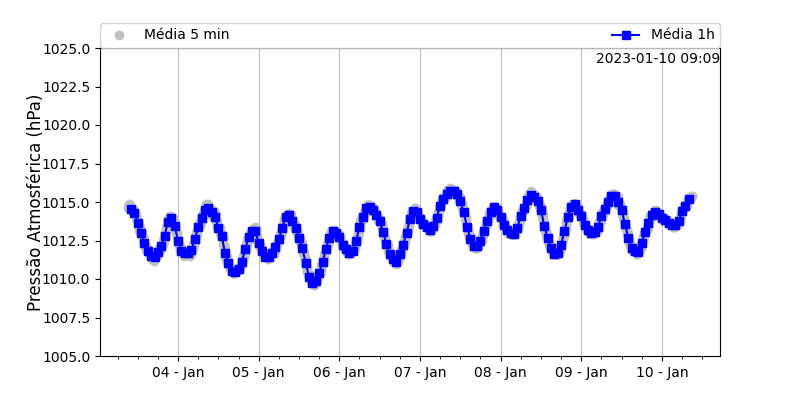 Média 5 min
Média 1h
2023-01-10 09:09
Pressão Atmosférica (hPa)
1025.0
1022.5
1020.0
1017.5
1015.0
1012.5
1010.0
1007.5
1005.0
04 - Jan
05 - Jan
06 - Jan
07 - Jan
08 - Jan
09 - Jan
10 - Jan